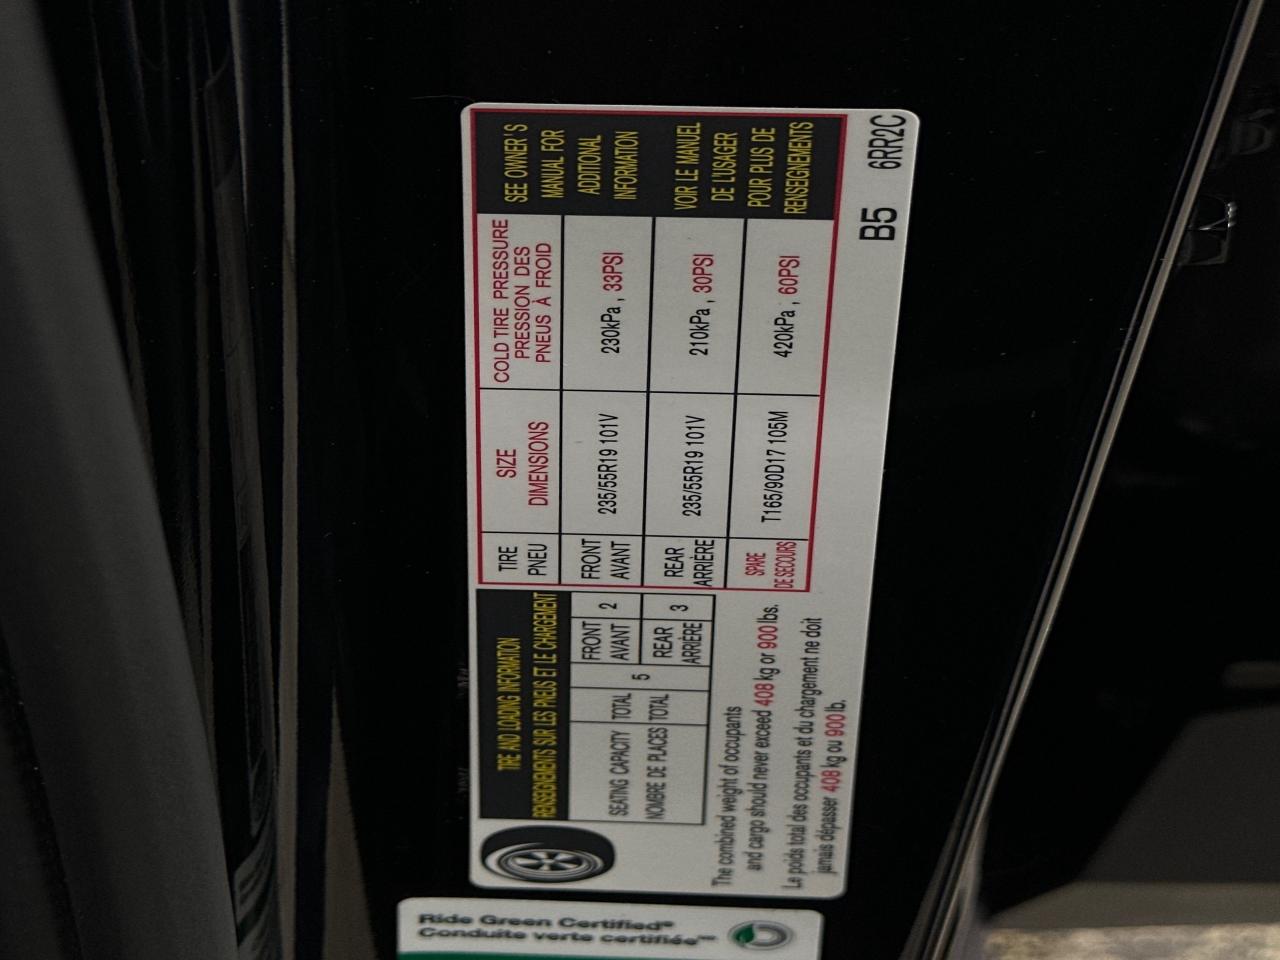 TIRE AND LOADING INFORMATION
RENSEIGNEMENTS SUR LES PNEUS ET LE CHARGEMENT
SEATING CAPACITY
NOMBRE DE PLACES
TOTAL
TOTAL
5
FRONT
AVANT
2
REAR
ARRIÈRE
3
The combined weight of occupants
and cargo should never exceed 408 kg or 900 lbs.
Le poids total des occupants et du chargement ne doit
jamais dépasser 408 kg ou 900 lb.
TIRE
PNEU
SIZE
DIMENSIONS
COLD TIRE PRESSURE
PRESSION DES
PNEUS À FROID
FRONT
AVANT
235/55R19 101V
230kPa , 33PSI
REAR
ARRIÈRE
235/55R19 101V
210kPa , 30PSI
SPARE
DE SECOURS
T165/90D17 105M
420kPa , 60PSI
SEE OWNER'S
MANUAL FOR
ADDITIONAL
INFORMATION
VOIR LE MANUEL
DE L'USAGER
POUR PLUS DE
RENSEIGNEMENTS
B5 6RR2C
Ride Green Certified®
Conduite verte certifiée™